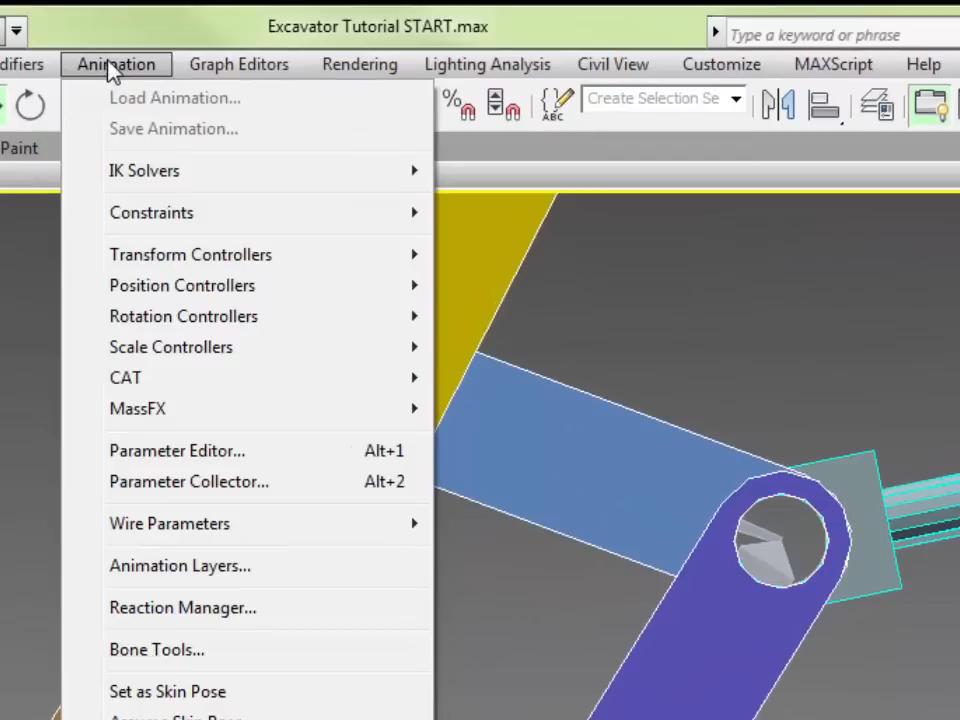 Excavator Tutorial START.max
Type a keyword or phrase
difiers Animation Graph Editors Rendering Lighting Analysis Civil View Customize MAXScript Help
Load Animation...
Save Animation...
% ABC Create Selection Se
Paint
IK Solvers
Constraints
Transform Controllers
Position Controllers
Rotation Controllers
Scale Controllers
CAT
MassFX
Parameter Editor... Alt+1
Parameter Collector... Alt+2
Wire Parameters
Animation Layers...
Reaction Manager...
Bone Tools...
Set as Skin Pose